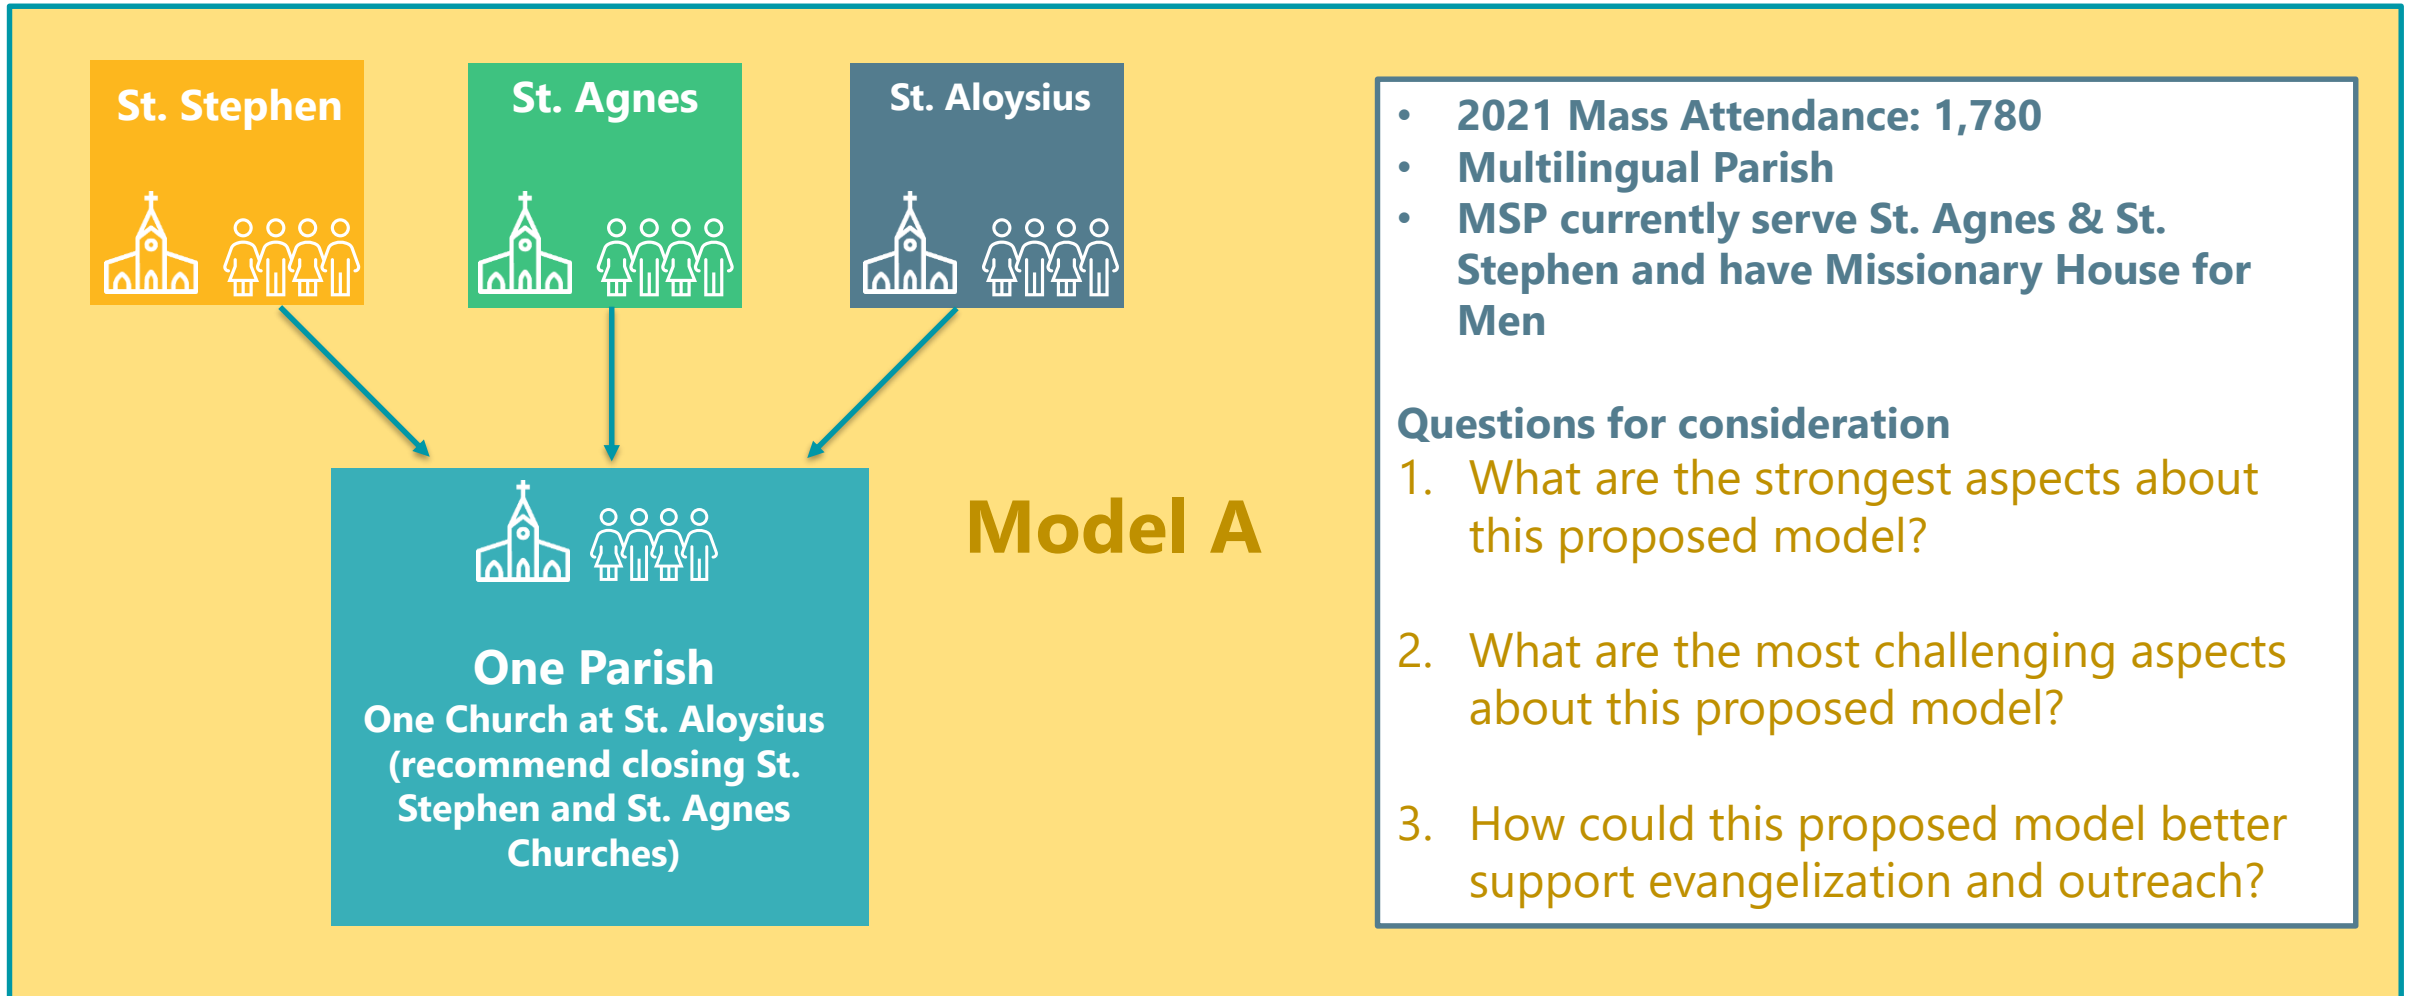 St. Stephen
St. Agnes
St. Aloysius
One Parish
One Church at St. Aloysius
(recommend closing St.
Stephen and St. Agnes
Churches)
Model A
• 2021 Mass Attendance: 1,780
• Multilingual Parish
• MSP currently serve St. Agnes & St.
Stephen and have Missionary House for
Men
Questions for consideration
1. What are the strongest aspects about
this proposed model?
2. What are the most challenging aspects
about this proposed model?
3. How could this proposed model better
support evangelization and outreach?